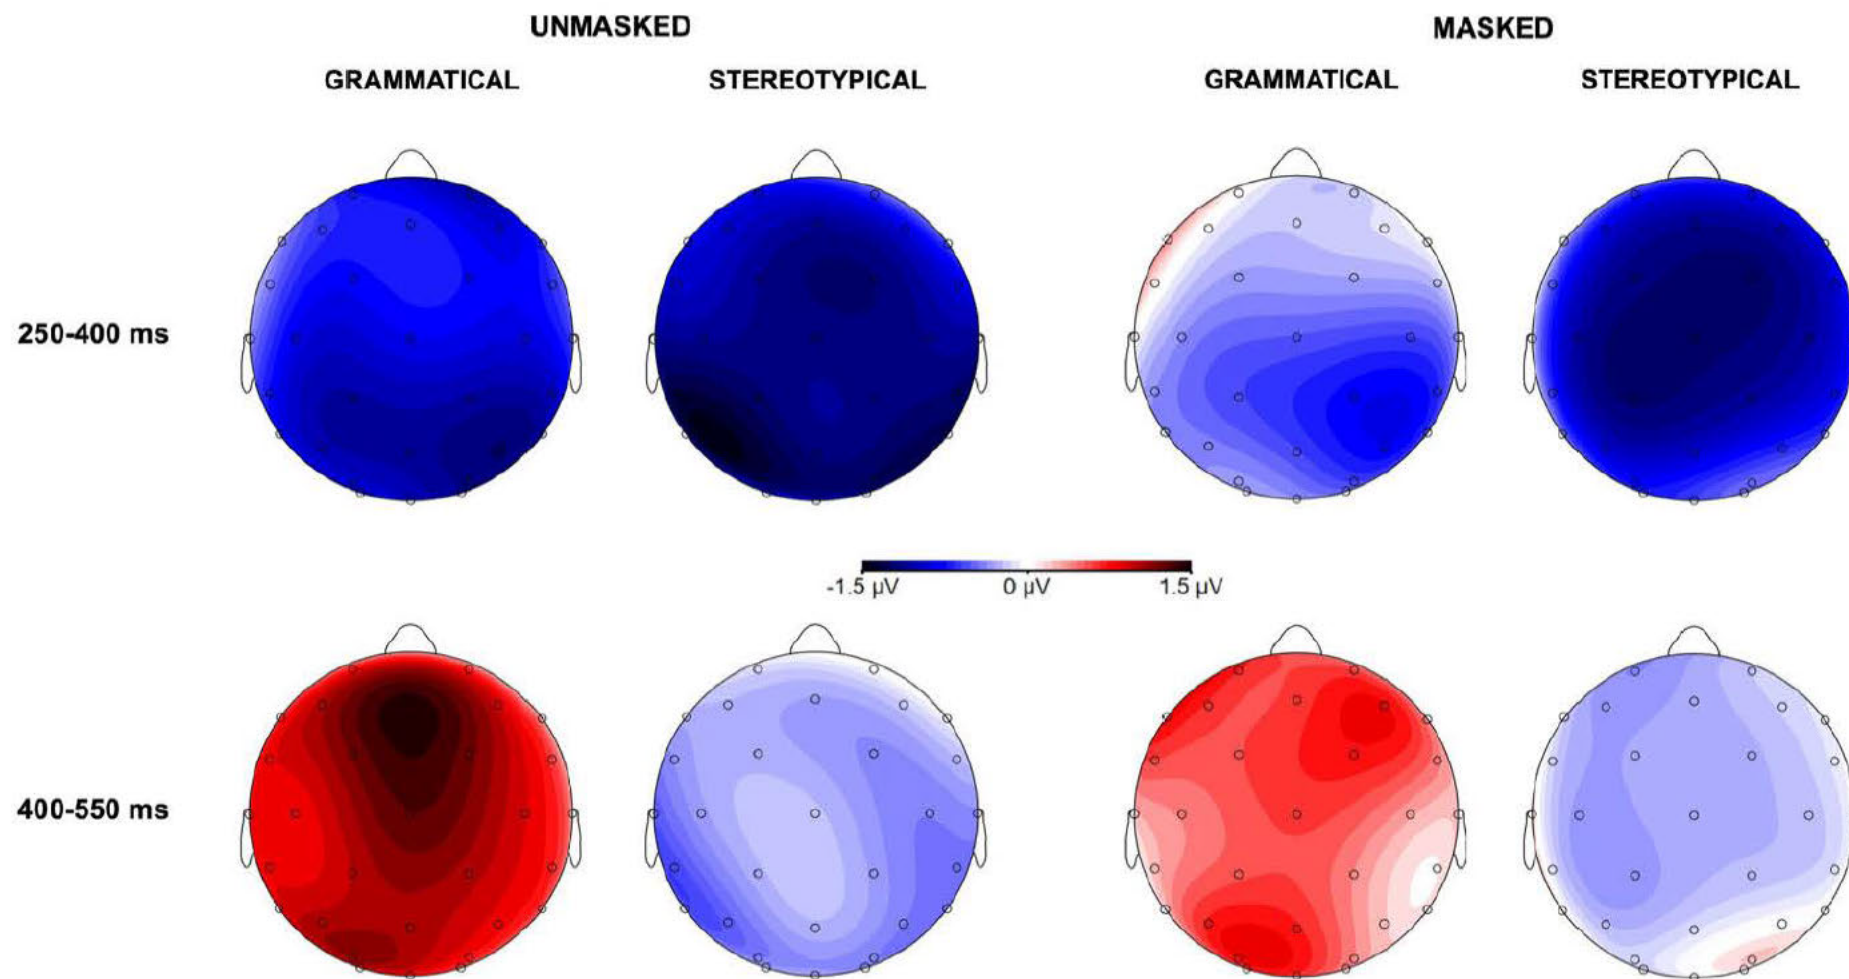 UNMASKED MASKED
GRAMMATICAL STEREOTYPICAL GRAMMATICAL STEREOTYPICAL
250-400 ms
-1.5 µV 0 µV 1.5 µV
400-550 ms